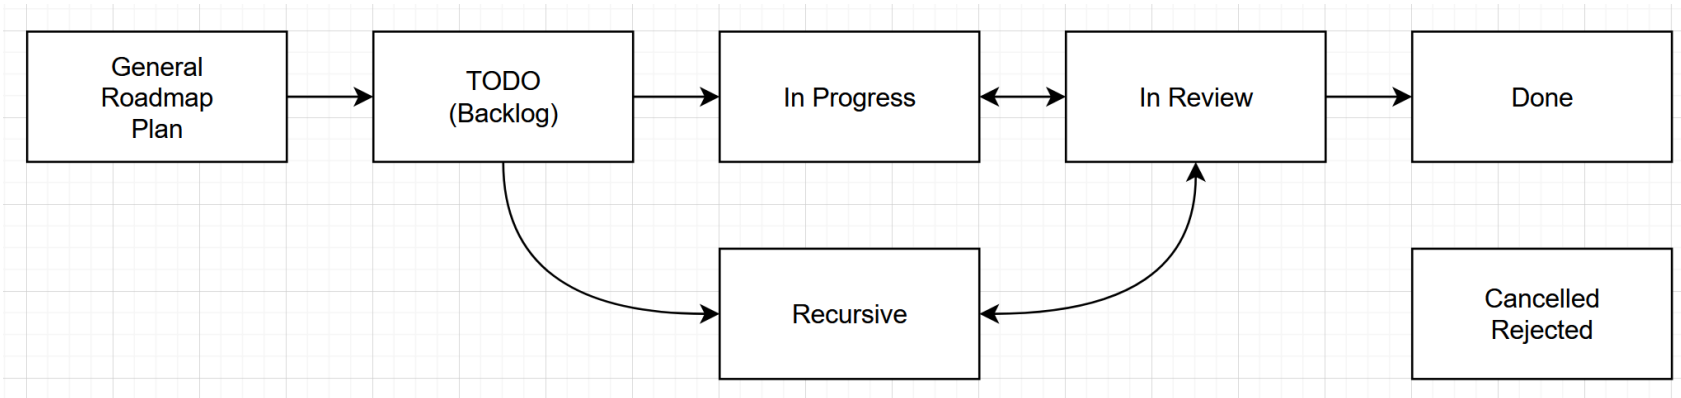 General
Roadmap
Plan
TODO
(Backlog)
In Progress
In Review
Done
Recursive
Cancelled
Rejected